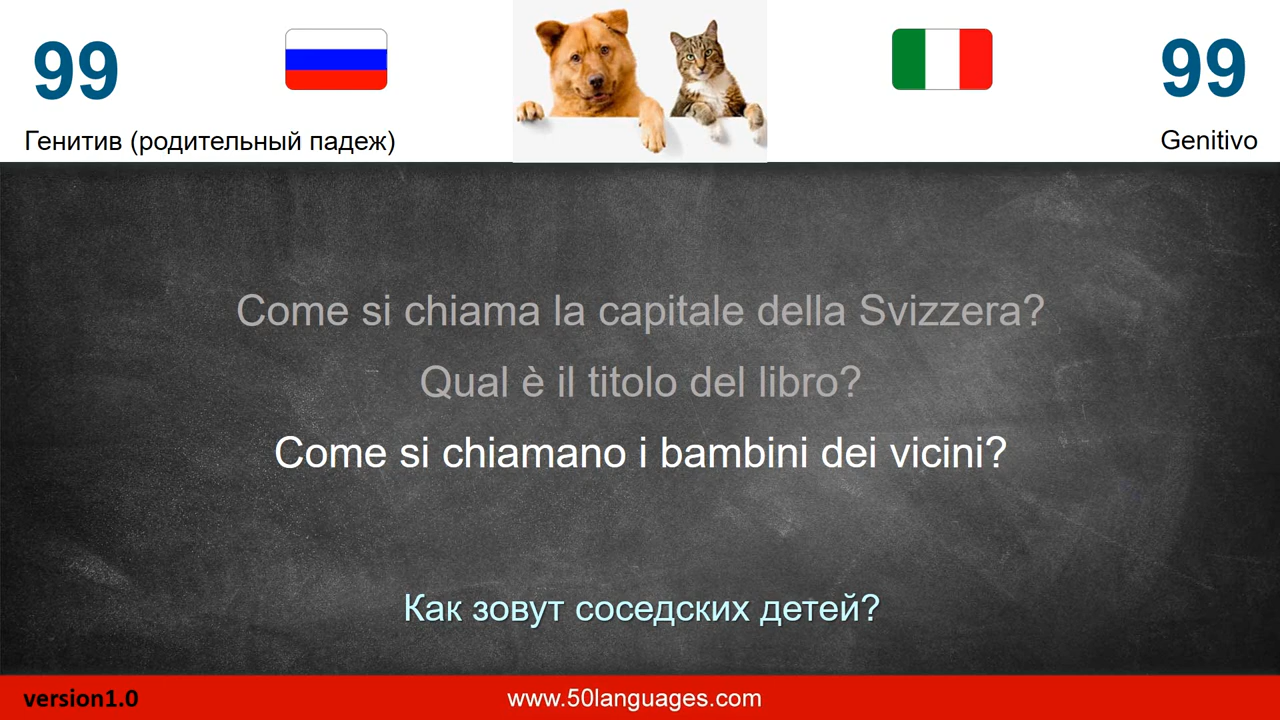 99
99
Генитив (родительный падеж)
Genitivo
Come si chiama la capitale della Svizzera?
Qual è il titolo del libro?
Come si chiamano i bambini dei vicini?
Как зовут соседских детей?
version1.0
www.50languages.com